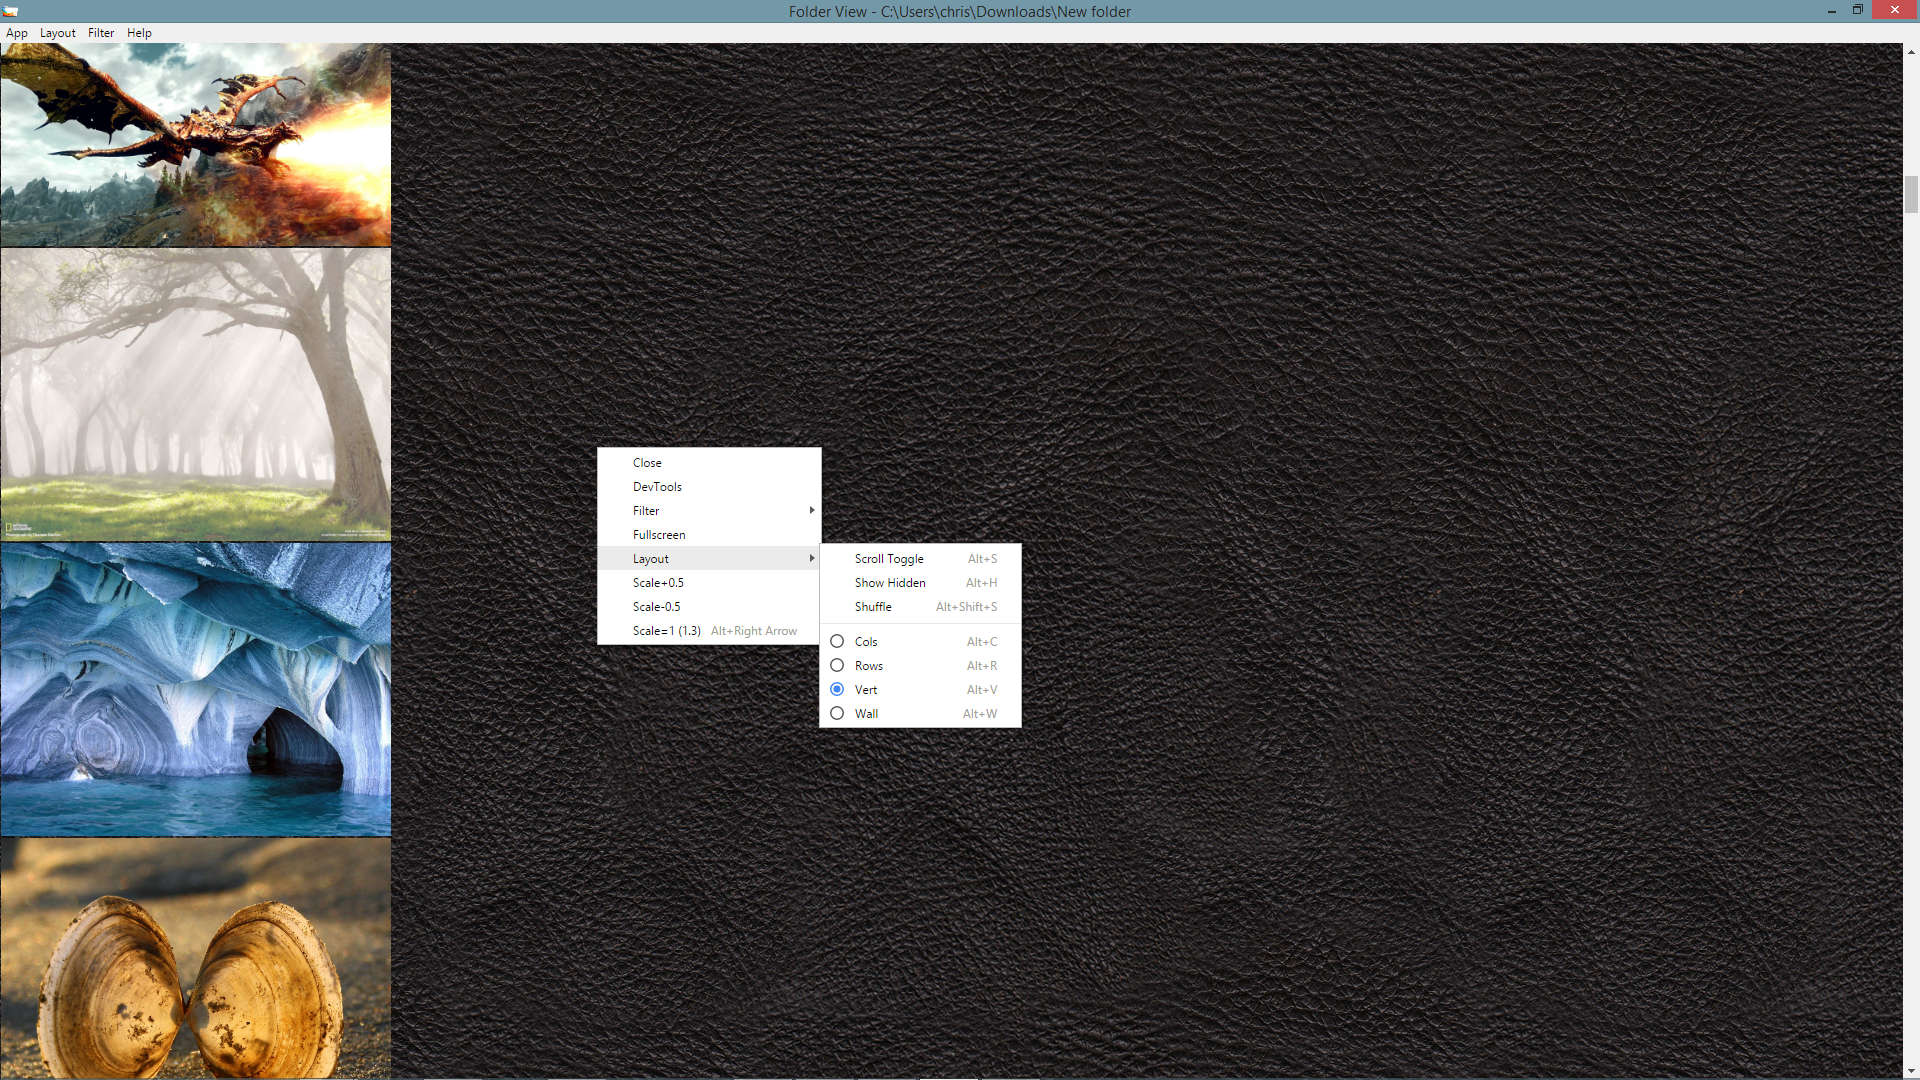 Folder View - C:\Users\chris\Downloads\New folder
App Layout Filter Help
Close
DevTools
Filter
Fullscreen
Layout
Scale+0.5
Scale-0.5
Scale=1 (1.3) Alt+Right Arrow
Scroll Toggle Alt+S
Show Hidden Alt+H
Shuffle Alt+Shift+S
Cols Alt+C
Rows Alt+R
Vert Alt+V
Wall Alt+W